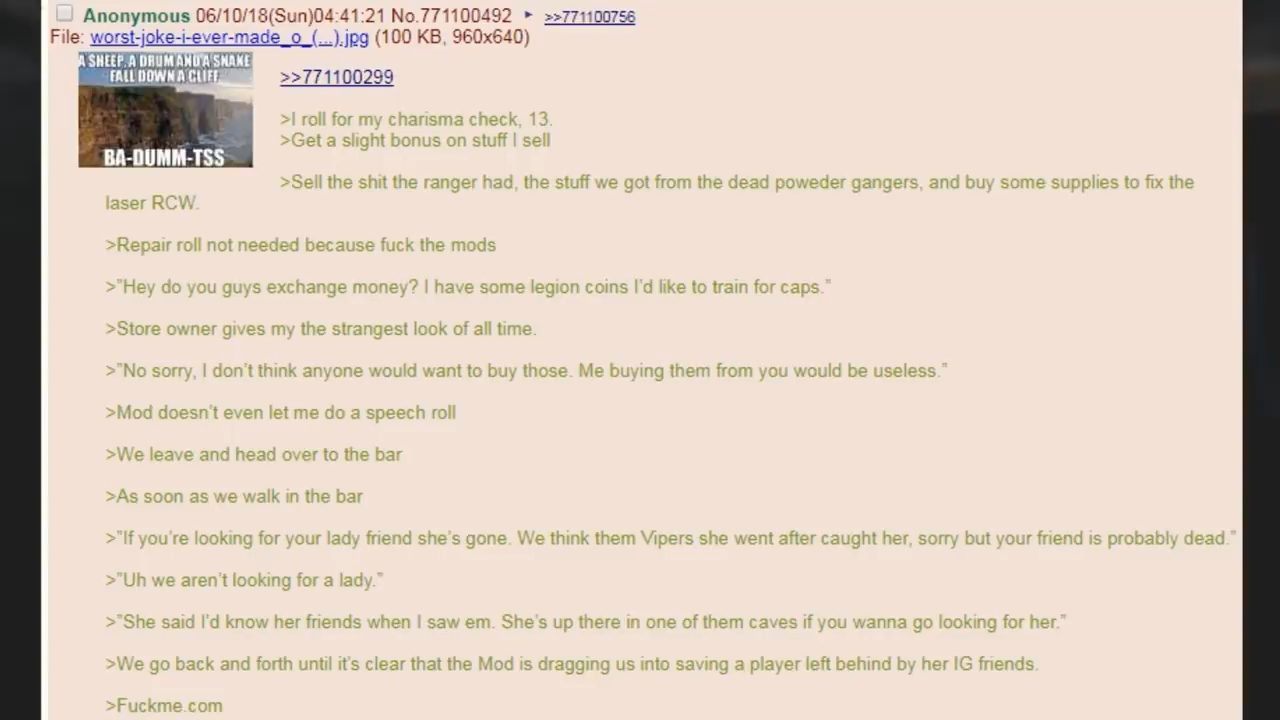 Anonymous 06/10/18(Sun)04:41:21 No.771100492 ▸ >>771100756
File: worst-joke-i-ever-made_o_(...).jpg (100 KB, 960x640)
A SHEEP, A DRUM AND A SNAKE
FALL DOWN A CLIFF
BA-DUMM-TSS
>>771100299
>I roll for my charisma check, 13.
>Get a slight bonus on stuff I sell
>Sell the shit the ranger had, the stuff we got from the dead poweder gangers, and buy some supplies to fix the
laser RCW.
>Repair roll not needed because fuck the mods
>”Hey do you guys exchange money? I have some legion coins I’d like to train for caps.”
>Store owner gives my the strangest look of all time.
>”No sorry, I don’t think anyone would want to buy those. Me buying them from you would be useless.”
>Mod doesn’t even let me do a speech roll
>We leave and head over to the bar
>As soon as we walk in the bar
>”If you’re looking for your lady friend she’s gone. We think them Vipers she went after caught her, sorry but your friend is probably dead.”
>”Uh we aren’t looking for a lady.”
>”She said I’d know her friends when I saw em. She’s up there in one of them caves if you wanna go looking for her.”
>We go back and forth until it’s clear that the Mod is dragging us into saving a player left behind by her IG friends.
>Fuckme.com